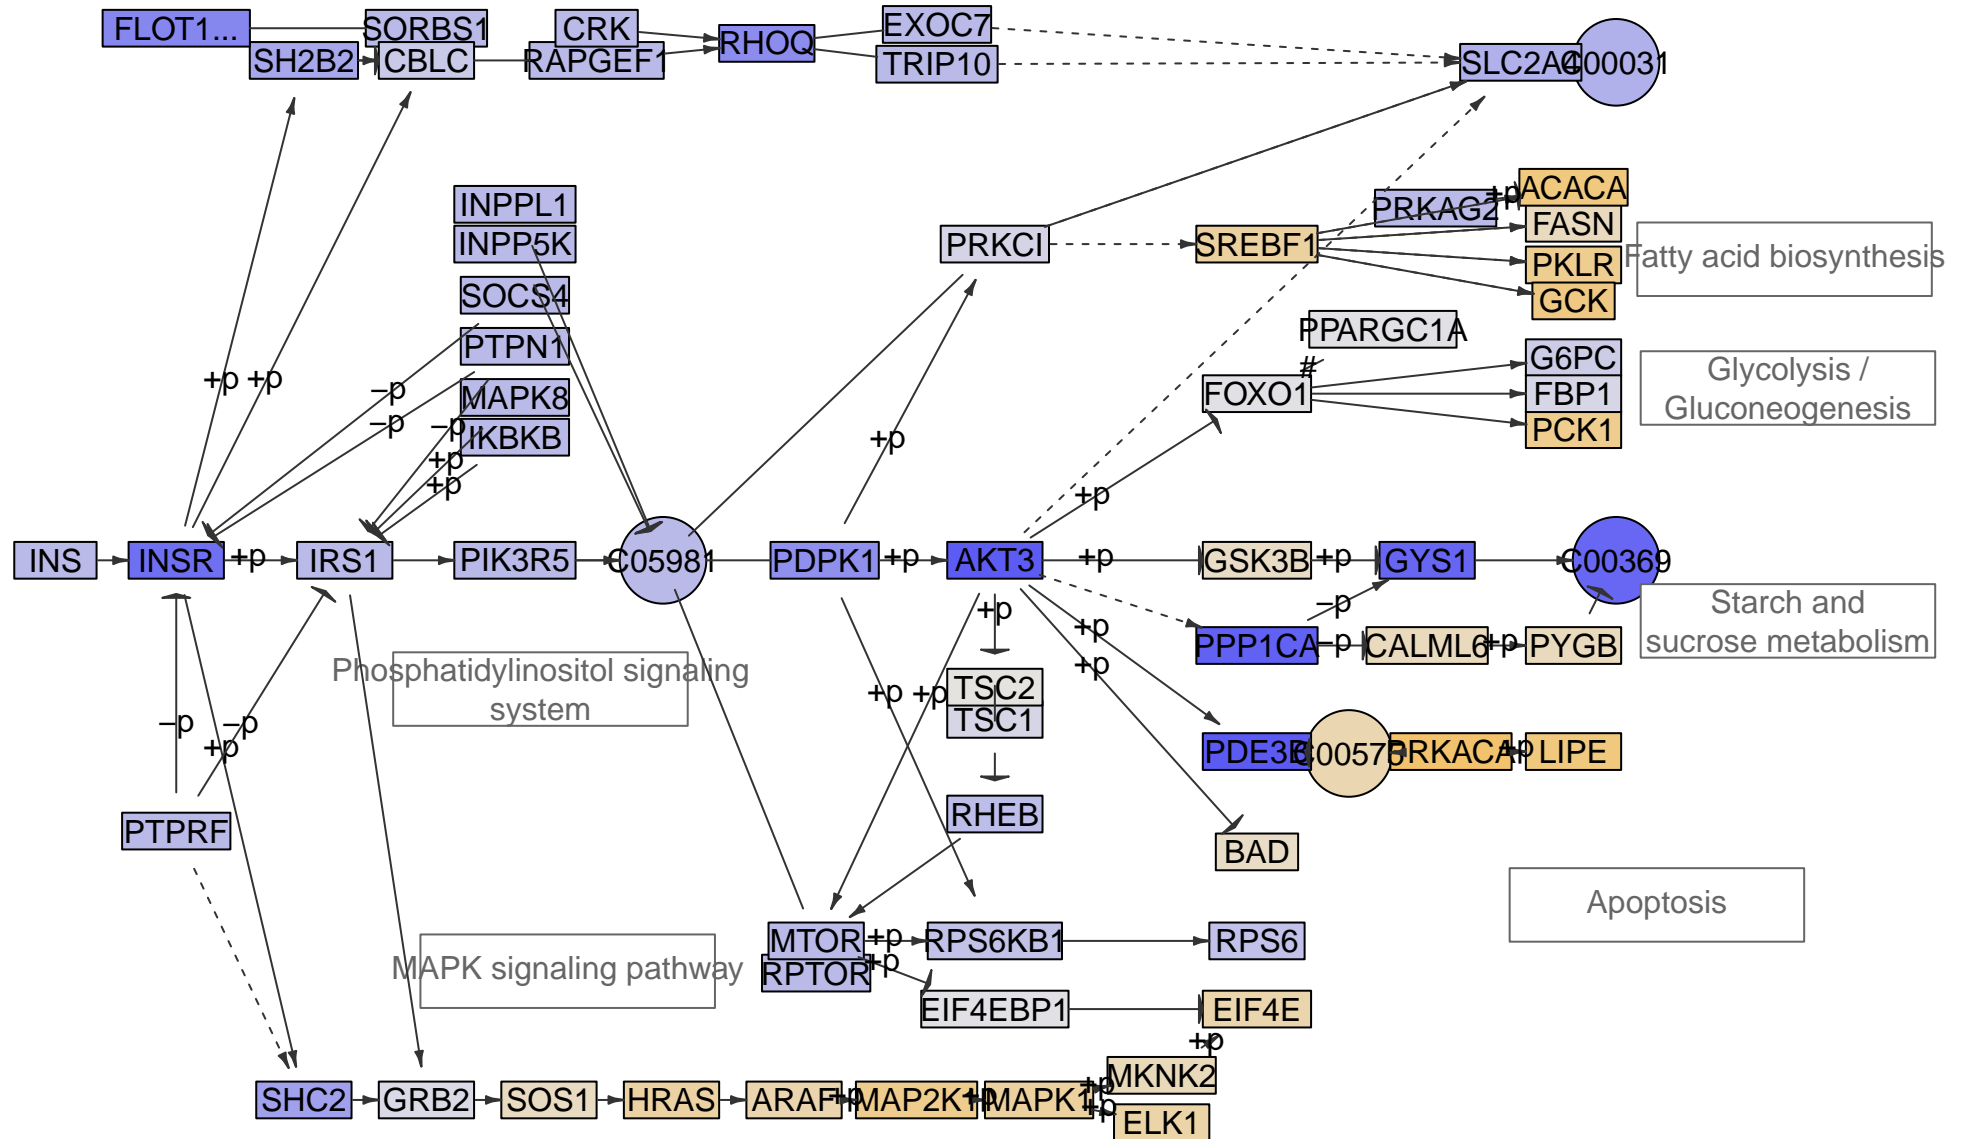 FLOT1...
SORBS1
CRK
EXOC7
SH2B2
CBLC
RAPGEF1
RHOQ
TRIP10
SLC2A4
C00031
INPPL1
INPP5K
SOCS4
PTPN1
MAPK8
IKBKB
PRKCI
SREBF1
PRKAG2
+p
ACACA
FASN
PKLR
GCK
Fatty acid biosynthesis
PPARGC1A
#
FOXO1
G6PC
FBP1
PCK1
Glycolysis /
Gluconeogenesis
+p
+p
–p
–p
–p
+p
+p
+p
+p
INS
INSR
+p
IRS1
PIK3R5
C05981
PDPK1
+p
AKT3
+p
GSK3B
+p
GYS1
C00369
–p
PPP1CA
–p
CALML6
+p
PYGB
Starch and
sucrose metabolism
+p
+p
+p
Phosphatidylinositol signaling
system
+p
+p
TSC2
TSC1
–p
+p
–p
PDE3B
C00575
PRKACA
+p
LIPE
PTPRF
RHEB
BAD
Apoptosis
MTOR
+p
RPS6KB1
RPS6
RPTOR
+p
MAPK signaling pathway
EIF4EBP1
EIF4E
+p
SHC2
GRB2
SOS1
HRAS
ARAF
+p
MAP2K1
+p
MAPK1
+p
+p
MKNK2
ELK1